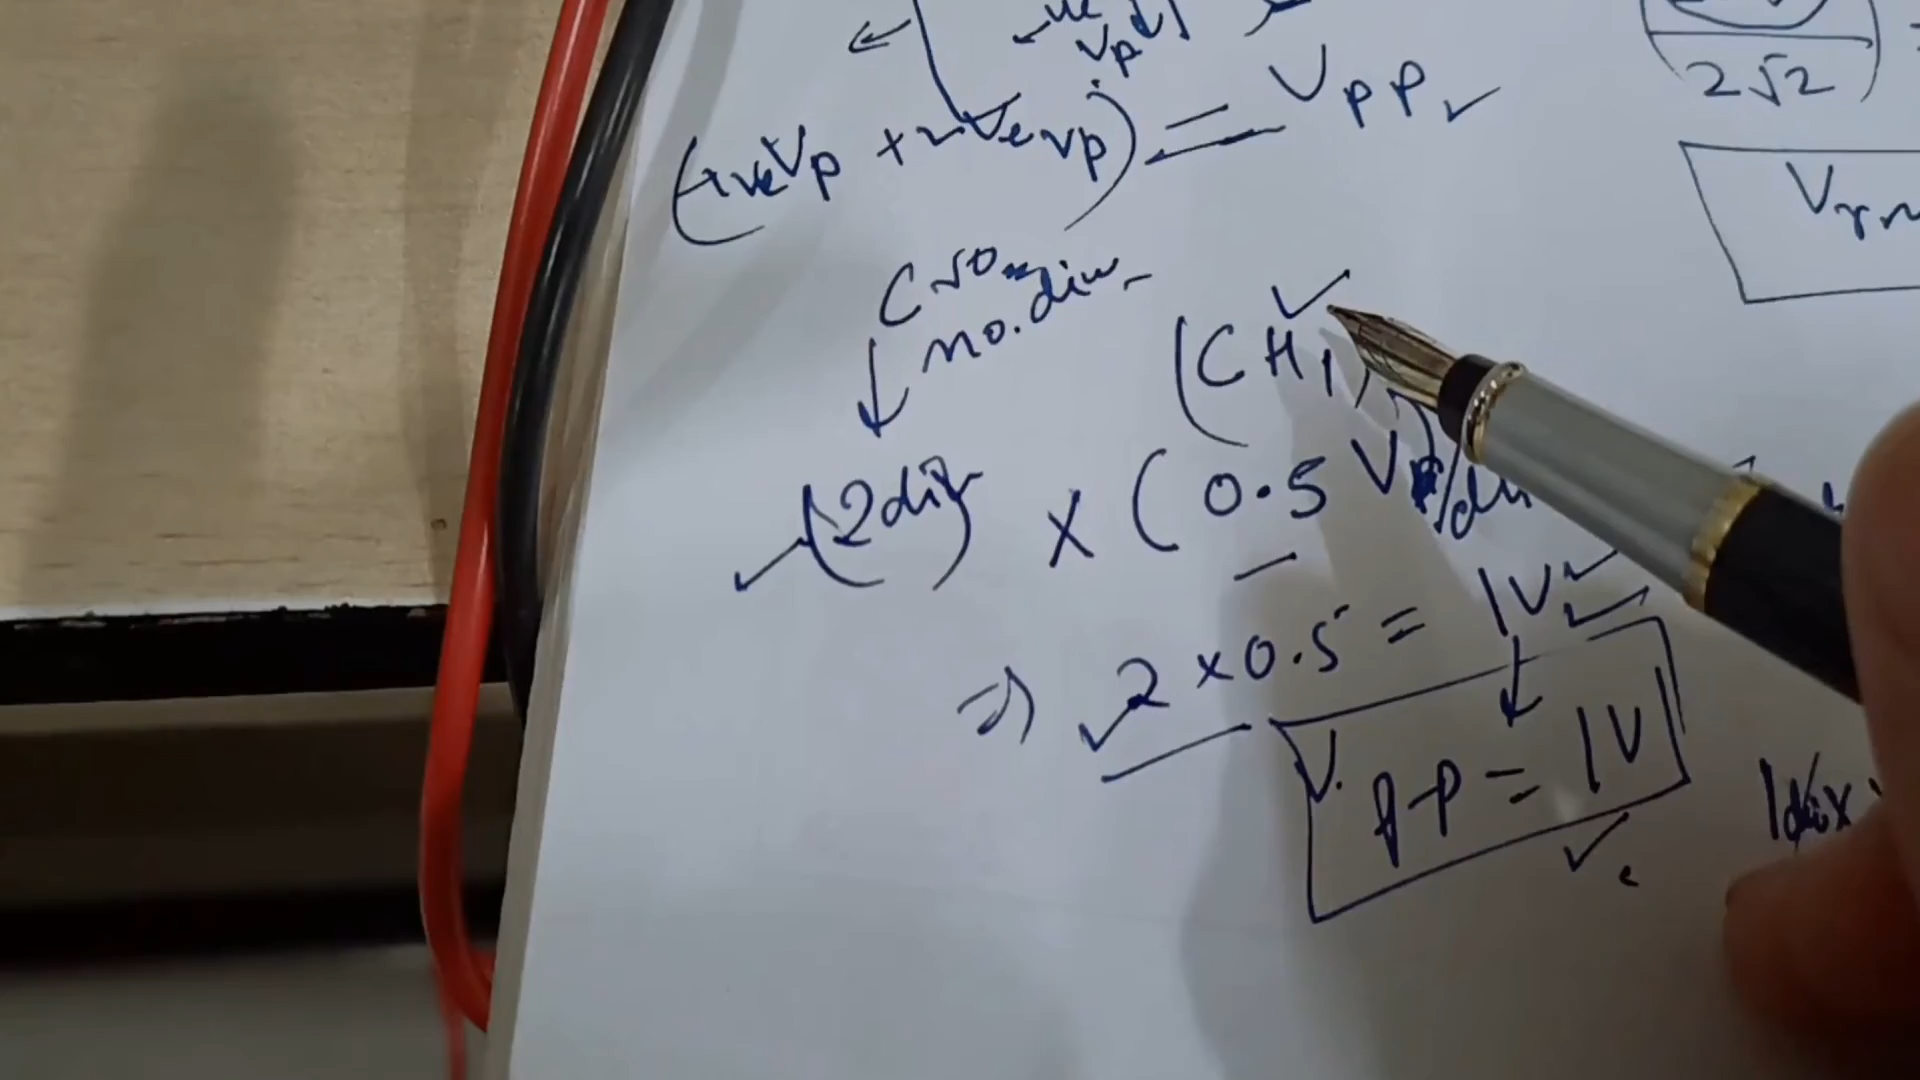 Vp
(+ve Vp + -ve Vp) = Vpp ✓
2√2
Vrm
no. div
(CH1) ✓
✓ (2div) × (0.5 V/div
⇒ ✓ 2 × 0.5 = 1V ✓✓
V. p-p = 1V
✓
1div x